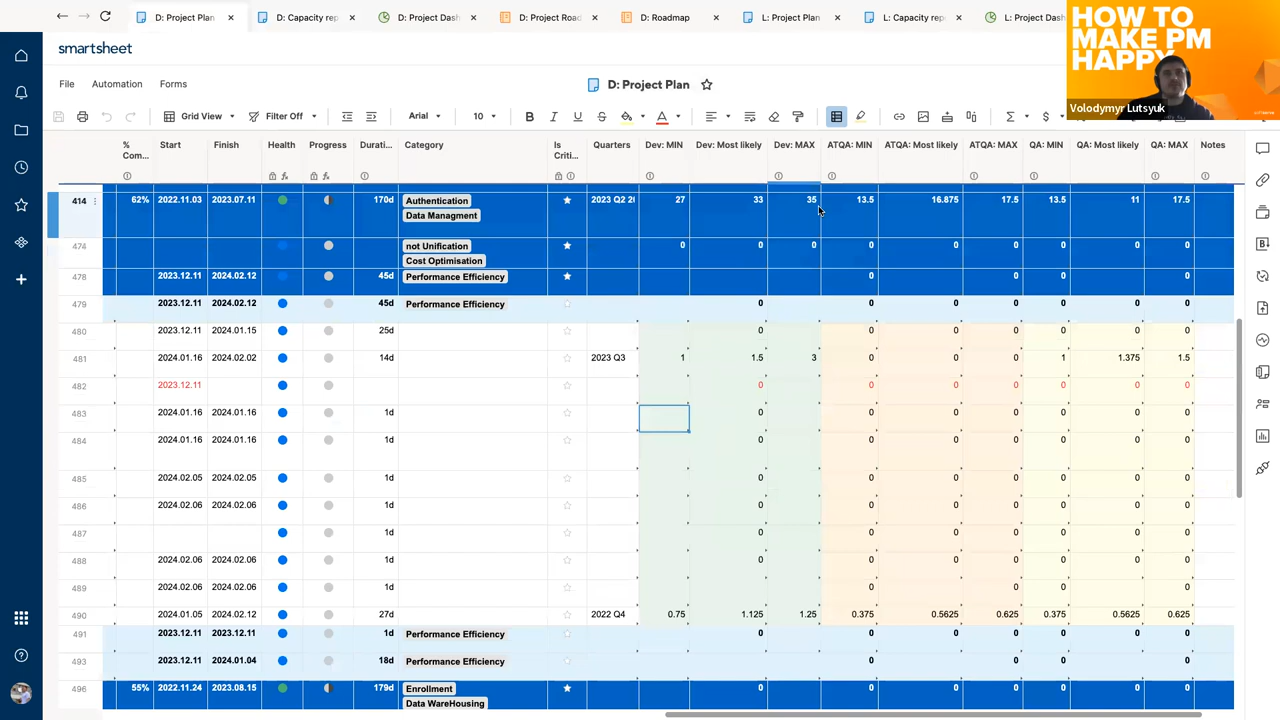 D: Project Plan
D: Capacity rep
D: Project Dash
D: Project Road
D: Roadmap
L: Project Plan
L: Capacity rep
L: Project Dash
smartsheet
HOW TO
MAKE PM
HAPPY
Volodymyr Lutsyuk
File Automation Forms
D: Project Plan
Grid View Filter Off Arial 10 B I U S A Σ $
% Com... Start Finish Health Progress Durati... Category Is Criti... Quarters Dev: MIN Dev: Most likely Dev: MAX ATQA: MIN ATQA: Most likely ATQA: MAX QA: MIN QA: Most likely QA: MAX Notes
414 62% 2022.11.03 2023.07.11 170d Authentication 2023 Q2 2 27 33 35 13.5 16.875 17.5 13.5 11 17.5
Data Managment
474 not Unification 0 0 0 0 0 0 0 0 0
Cost Optimisation
478 2023.12.11 2024.02.12 45d Performance Efficiency 0 0 0 0 0
479 2023.12.11 2024.02.12 45d Performance Efficiency 0 0 0 0 0 0 0
480 2023.12.11 2024.01.15 25d 0 0 0 0 0 0 0
481 2024.01.16 2024.02.02 14d 2023 Q3 1 1.5 3 0 0 0 1 1.375 1.5
482 2023.12.11 0 0 0 0 0 0 0 0
483 2024.01.16 2024.01.16 1d 0 0 0 0 0 0 0
484 2024.01.16 2024.01.16 1d 0 0 0 0 0 0 0
485 2024.02.05 2024.02.05 1d 0 0 0 0 0 0 0
486 2024.02.06 2024.02.06 1d 0 0 0 0 0 0 0
487 1d 0 0 0 0 0 0 0
488 2024.02.06 2024.02.06 1d 0 0 0 0 0 0 0
489 2024.02.06 2024.02.06 1d 0 0 0 0 0 0 0
490 2024.01.05 2024.02.12 27d 2022 Q4 0.75 1.125 1.25 0.375 0.5625 0.625 0.375 0.5625 0.625
491 2023.12.11 2023.12.11 1d Performance Efficiency 0 0 0 0 0 0 0
493 2023.12.11 2024.01.04 18d Performance Efficiency 0 0 0 0 0
496 55% 2022.11.24 2023.08.15 179d Enrollment 0 0 0 0 0 0 0
Data WareHousing